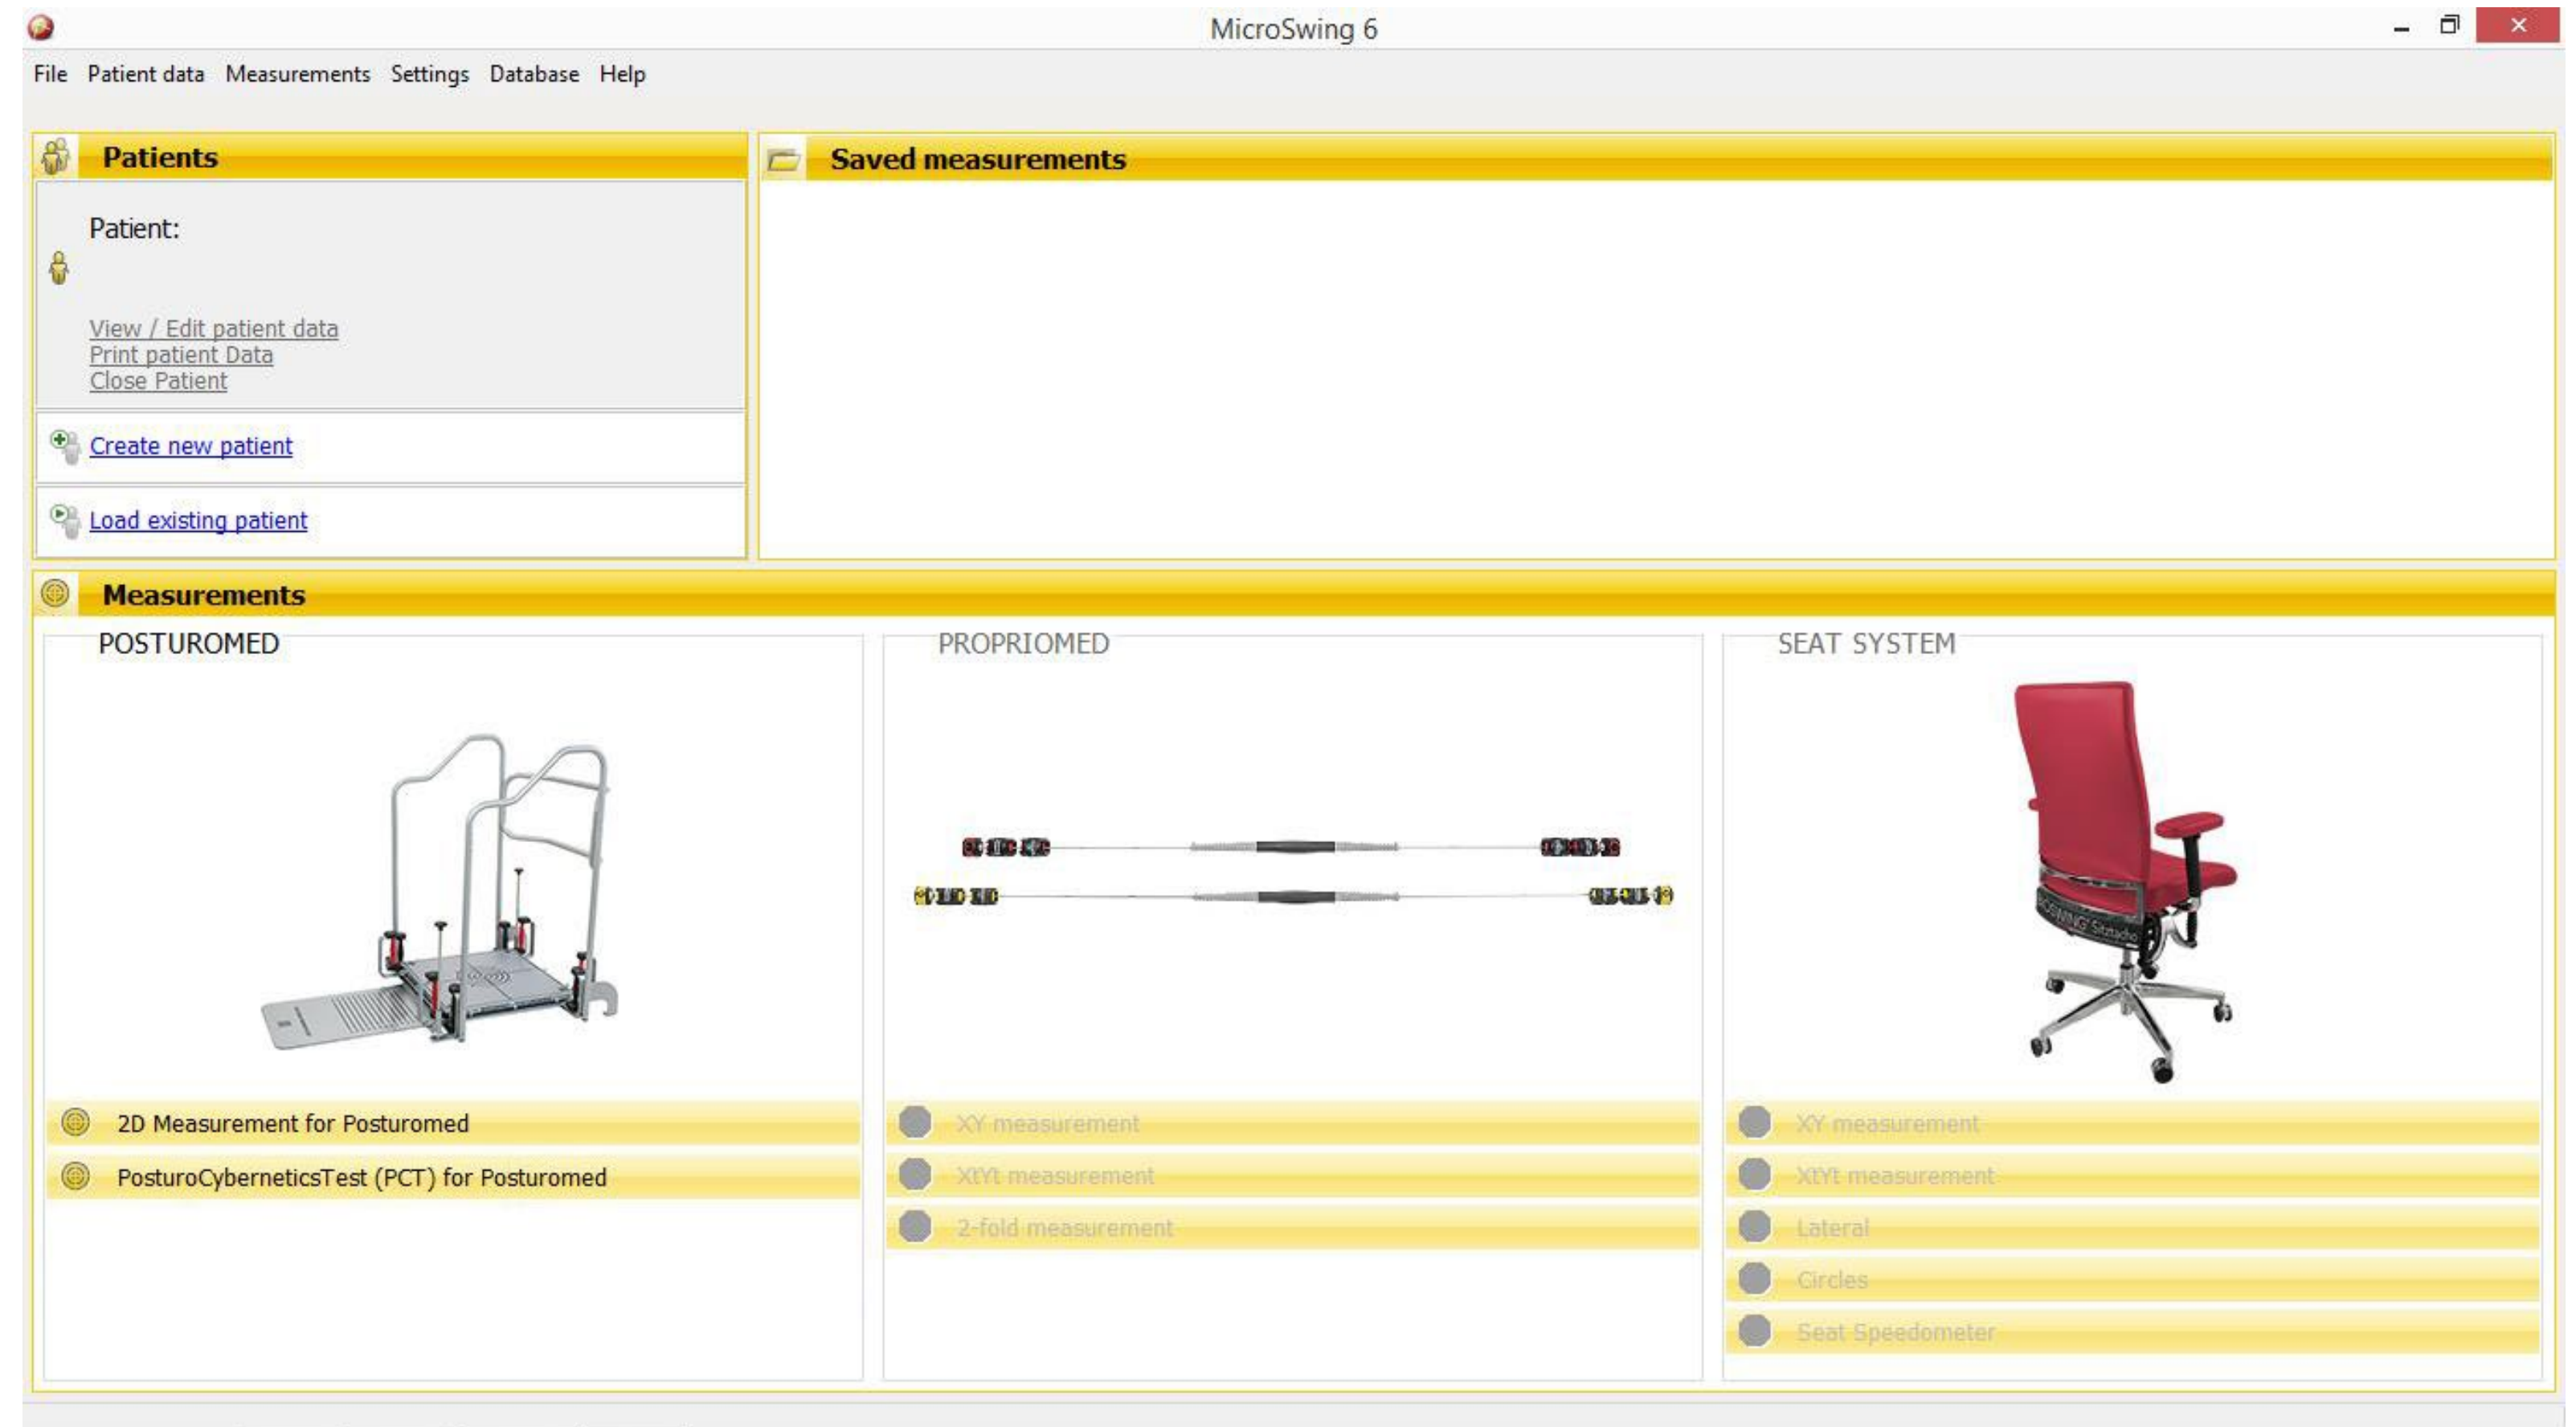 MicroSwing 6
File Patient data Measurements Settings Database Help
Patients
Patient:
View / Edit patient data
Print patient Data
Close Patient
Create new patient
Load existing patient
Saved measurements
Measurements
POSTUROMED
2D Measurement for Posturomed
PosturoCyberneticsTest (PCT) for Posturomed
PROPRIOMED
XY measurement
XtYt measurement
2-fold measurement
SEAT SYSTEM
Sitztacho
XY measurement
XtYt measurement
Lateral
Circles
Seat Speedometer